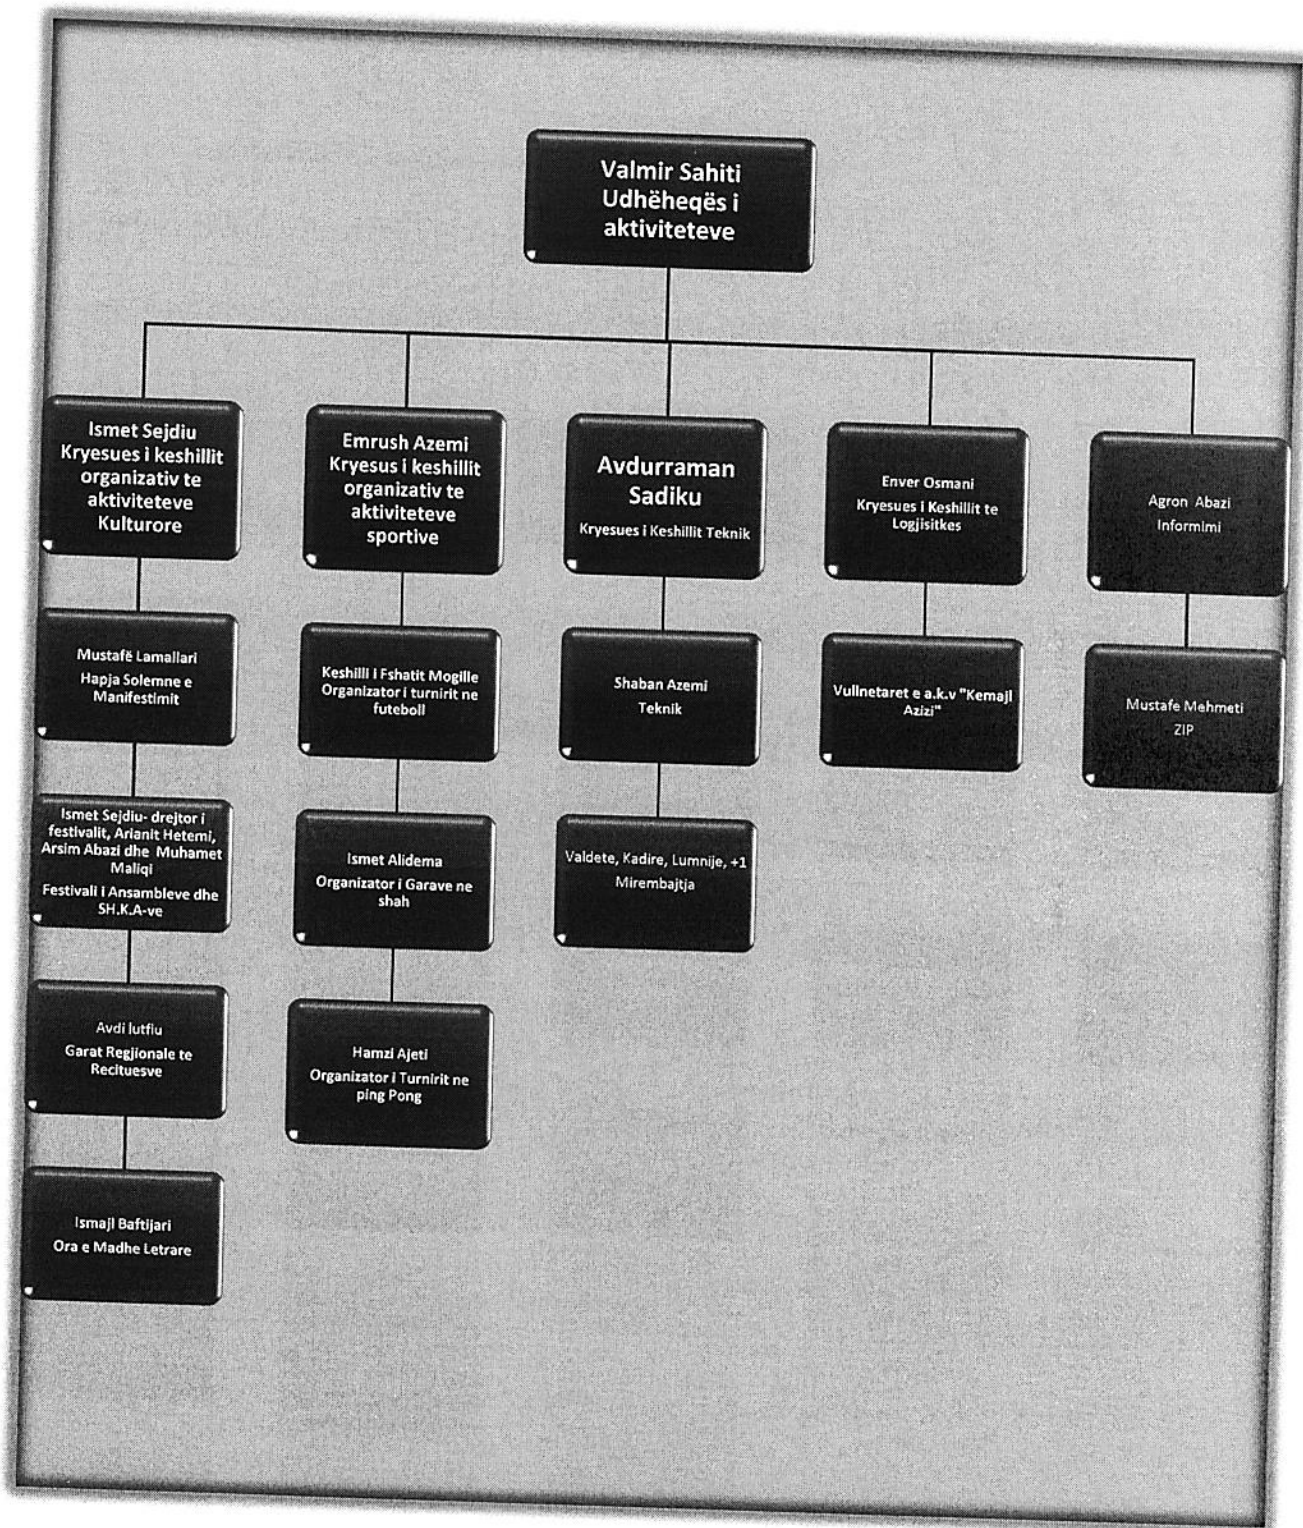 Valmir Sahiti
Udhëheqës i
aktiviteteve
Ismet Sejdiu
Kryesues i keshillit
organizativ te
aktiviteteve
Kulturore
Emrush Azemi
Kryesus i keshillit
organizativ te
aktiviteteve
sportive
Avdurraman
Sadiku
Kryesues i Keshillit Teknik
Enver Osmani
Kryesues i Keshillit te
Logjisitkes
Agron Abazi
Informimi
Mustafë Lamallari
Hapja Solemne e
Manifestimit
Keshilli I Fshatit Mogille
Organizator i turnirit ne
futeboll
Shaban Azemi
Teknik
Vullnetaret e a.k.v "Kemajl
Azizi"
Mustafe Mehmeti
ZIP
Ismet Sejdiu- drejtor i
festivalit, Arianit Hetemi,
Arsim Abazi dhe Muhamet
Maliqi
Festivali i Ansambleve dhe
SH.K.A-ve
Ismet Alidema
Organizator i Garave ne
shah
Valdete, Kadire, Lumnije, +1
Mirembajtja
Avdi lutfiu
Garat Regjionale te
Recituesve
Hamzi Ajeti
Organizator i Turnirit ne
ping Pong
Ismajl Baftijari
Ora e Madhe Letrare